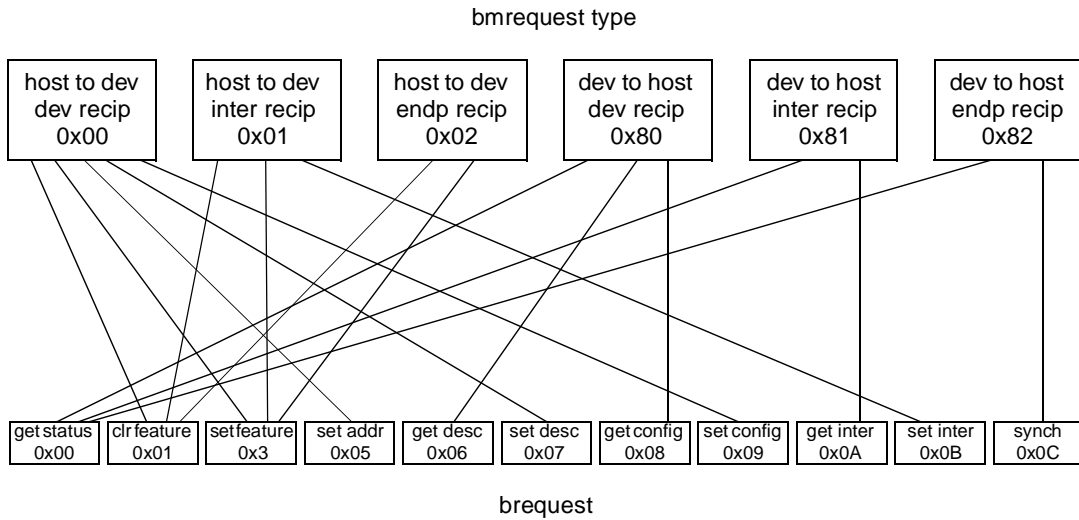 bmrequest type
host to dev
dev recip
0x00
host to dev
inter recip
0x01
host to dev
endp recip
0x02
dev to host
dev recip
0x80
dev to host
inter recip
0x81
dev to host
endp recip
0x82
get status
0x00
clr feature
0x01
set feature
0x3
set addr
0x05
get desc
0x06
set desc
0x07
get config
0x08
set config
0x09
get inter
0x0A
set inter
0x0B
synch
0x0C
brequest